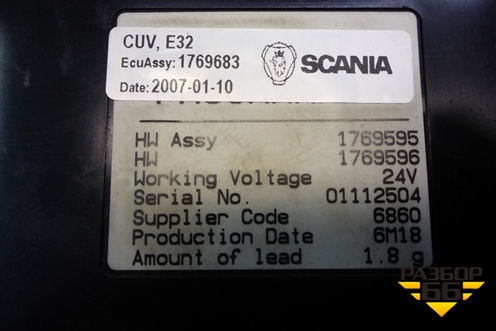 CUV, E32
EcuAssy: 1769683
SCANIA
Date: 2007-01-10
HW Assy 1769595
HW 1769596
Working Voltage 24V
Serial No. 01112504
Supplier Code 6860
Production Date 6M18
Amount of lead 1.8 g
РАЗБОР
66